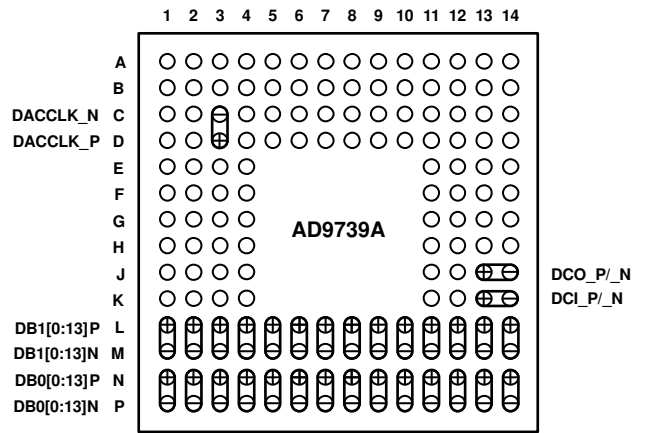 1 2 3 4 5 6 7 8 9 10 11 12 13 14
A
B
DACCLK_N C
DACCLK_P D
E
F
G
AD9739A
H
J DCO_P/_N
K DCI_P/_N
DB1[0:13]P L
DB1[0:13]N M
DB0[0:13]P N
DB0[0:13]N P